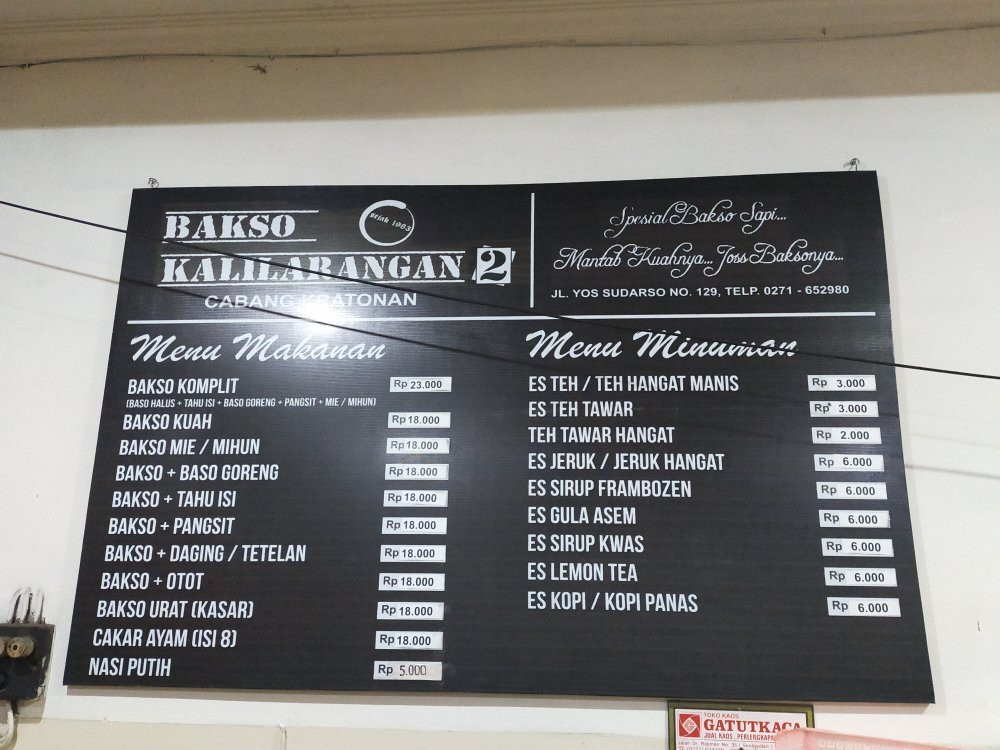 BAKSO
sejak 1983
KALILARANGAN 2
CABANG KRATONAN
Spesial Bakso Sapi...
Mantab Kuahnya... Joss Baksonya...
JL. YOS SUDARSO NO. 129, TELP. 0271 - 652980
Menu Makanan
BAKSO KOMPLIT Rp 23.000
(BASO HALUS + TAHU ISI + BASO GORENG + PANGSIT + MIE / MIHUN)
BAKSO KUAH Rp 18.000
BAKSO MIE / MIHUN Rp 18.000
BAKSO + BASO GORENG Rp 18.000
BAKSO + TAHU ISI Rp 18.000
BAKSO + PANGSIT Rp 18.000
BAKSO + DAGING / TETELAN Rp 18.000
BAKSO + OTOT Rp 18.000
BAKSO URAT (KASAR) Rp 18.000
CAKAR AYAM (ISI 8) Rp 18.000
NASI PUTIH Rp 5.000
Menu Minuman
ES TEH / TEH HANGAT MANIS Rp 3.000
ES TEH TAWAR Rp 3.000
TEH TAWAR HANGAT Rp 2.000
ES JERUK / JERUK HANGAT Rp 6.000
ES SIRUP FRAMBOZEN Rp 6.000
ES GULA ASEM Rp 6.000
ES SIRUP KWAS Rp 6.000
ES LEMON TEA Rp 6.000
ES KOPI / KOPI PANAS Rp 6.000
TOKO KAOS
GATUTKACA
JUAL KAOS, PERLENGKAPA